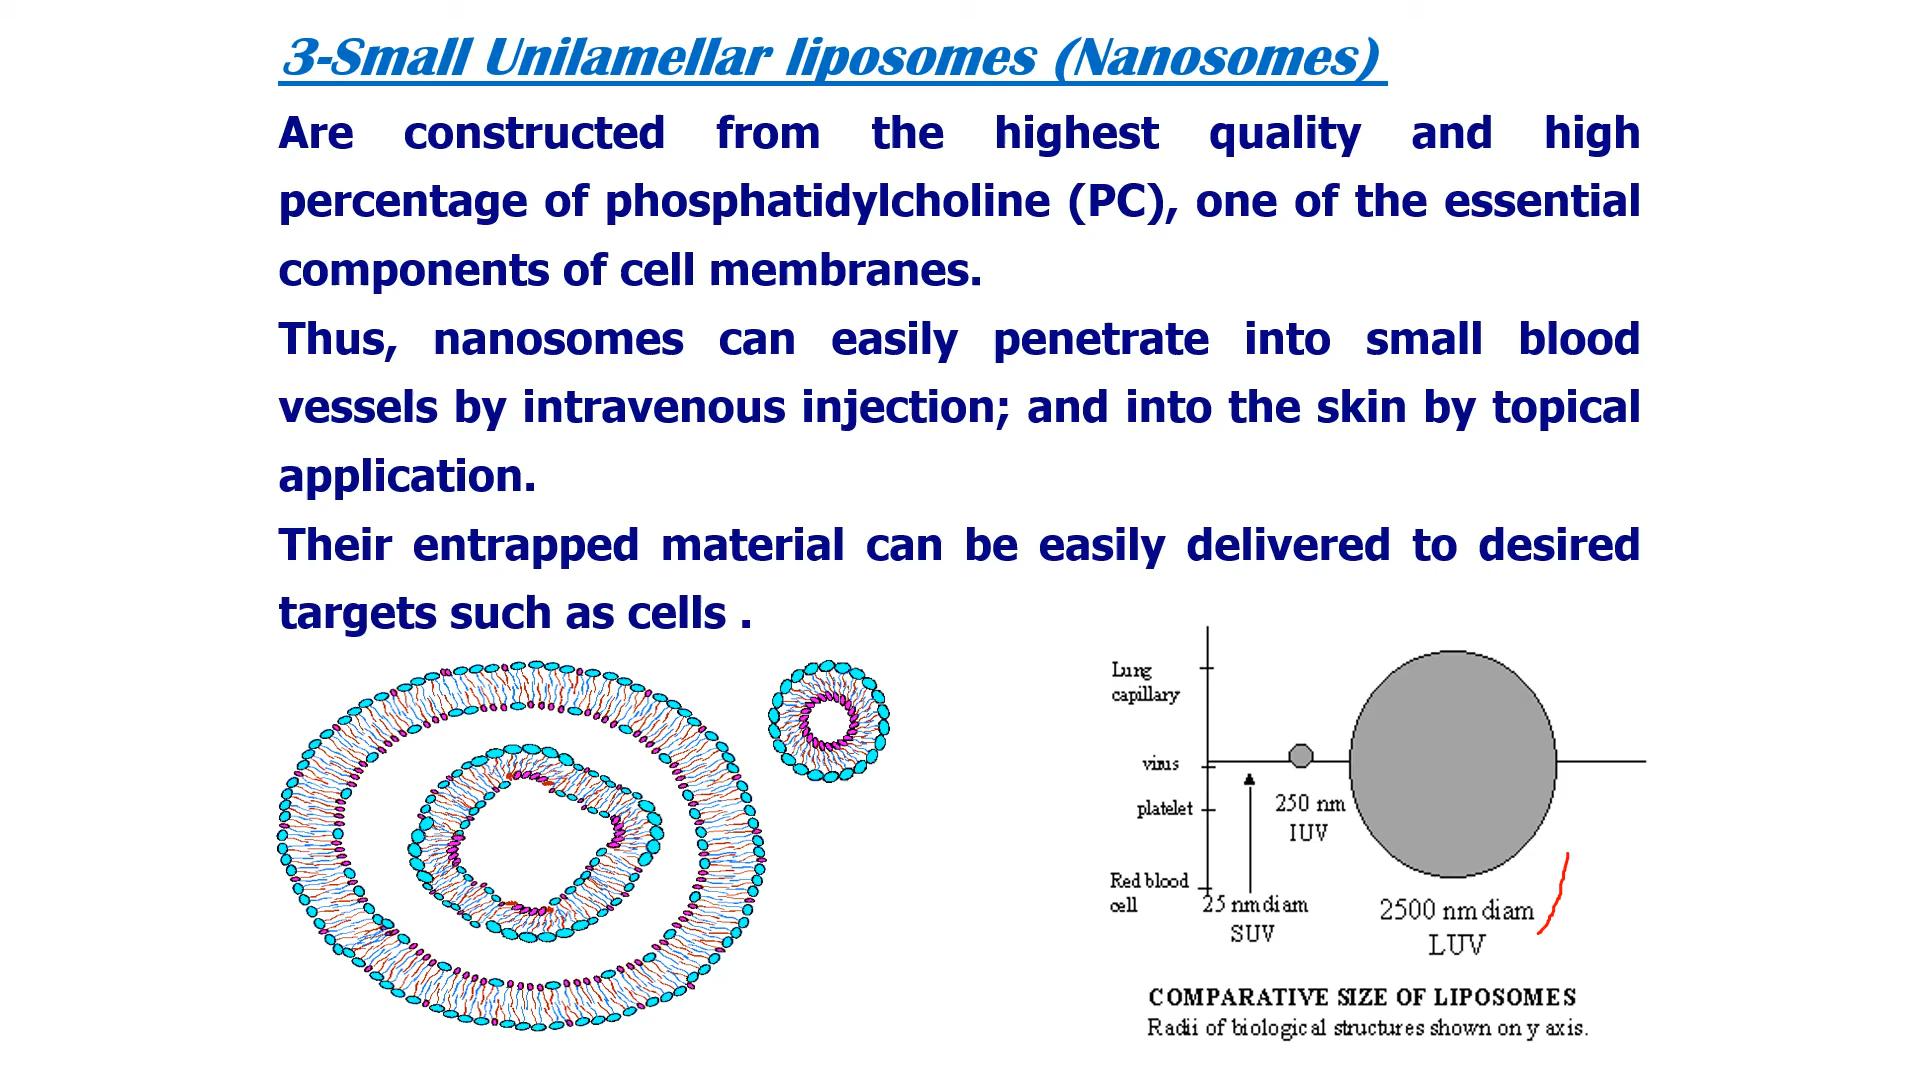 3-Small Unilamellar liposomes (Nanosomes)
Are constructed from the highest quality and high
percentage of phosphatidylcholine (PC), one of the essential
components of cell membranes.
Thus, nanosomes can easily penetrate into small blood
vessels by intravenous injection; and into the skin by topical
application.
Their entrapped material can be easily delivered to desired
targets such as cells .
Lung
capillary
virus
platelet
250 nm
IUV
Red blood
cell
25 nm diam
SUV
2500 nm diam
LUV
COMPARATIVE SIZE OF LIPOSOMES
Radii of biological structures shown on y axis.